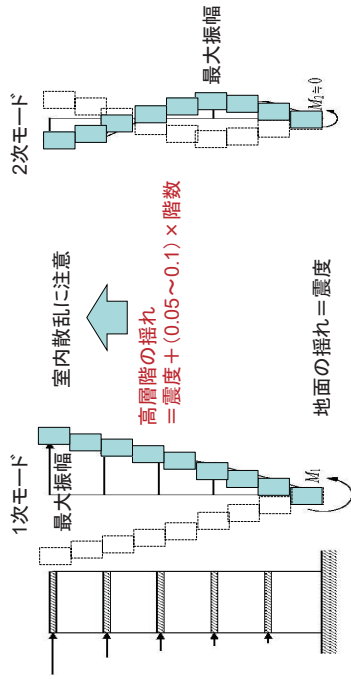 1次モード
最大振幅
M₁
室内散乱に注意
高層階の揺れ
＝震度＋(0.05～0.1)×階数
地面の揺れ＝震度
2次モード
最大振幅
M₂≒0